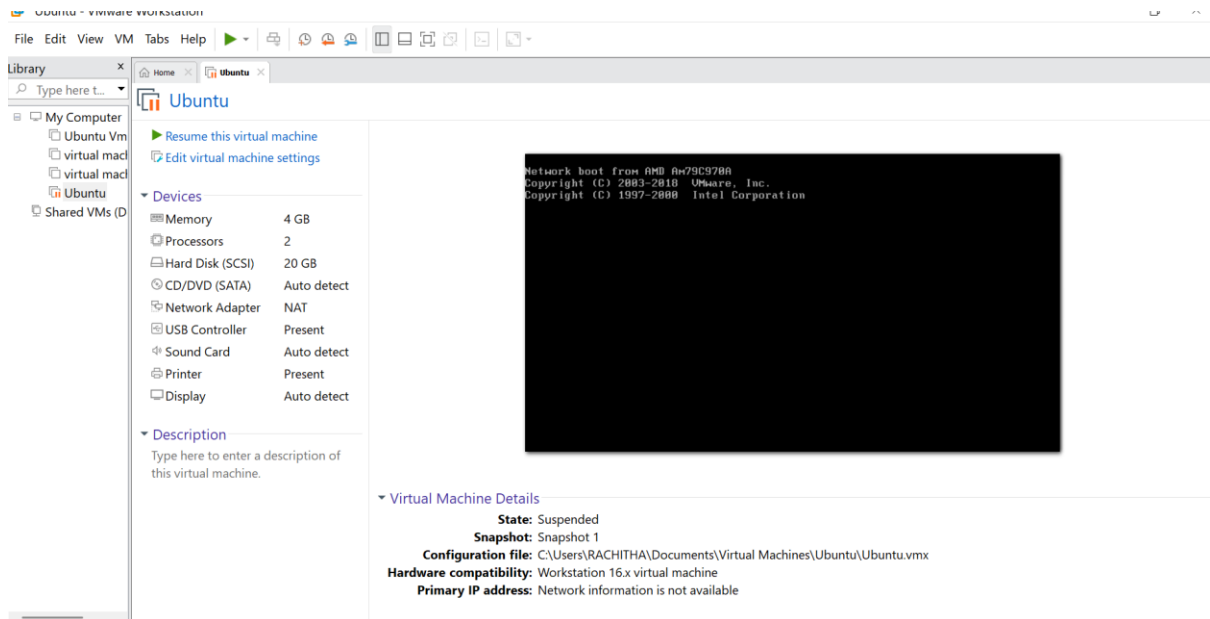 Ubuntu - VMware Workstation
File Edit View VM Tabs Help
Library x
Type here t...
My Computer
Ubuntu Vm
virtual mach
virtual mach
Ubuntu
Shared VMs (D
Home
Ubuntu
Ubuntu
Resume this virtual machine
Edit virtual machine settings
Devices
Memory 4 GB
Processors 2
Hard Disk (SCSI) 20 GB
CD/DVD (SATA) Auto detect
Network Adapter NAT
USB Controller Present
Sound Card Auto detect
Printer Present
Display Auto detect
Description
Type here to enter a description of
this virtual machine.
Network boot from AMD Am79C970A
Copyright (C) 2003-2018 VMware, Inc.
Copyright (C) 1997-2000 Intel Corporation
Virtual Machine Details
State: Suspended
Snapshot: Snapshot 1
Configuration file: C:\Users\RACHITHA\Documents\Virtual Machines\Ubuntu\Ubuntu.vmx
Hardware compatibility: Workstation 16.x virtual machine
Primary IP address: Network information is not available